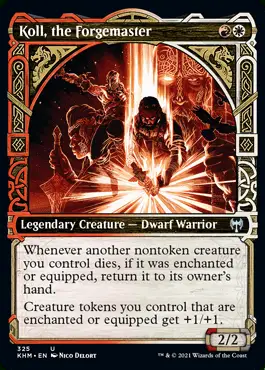 Koll, the Forgemaster
Legendary Creature — Dwarf Warrior
Whenever another nontoken creature
you control dies, if it was enchanted
or equipped, return it to its owner's
hand.
Creature tokens you control that are
enchanted or equipped get +1/+1.
2/2
325 U
KHM • EN Nico Delort
™ & © 2021 Wizards of the Coast